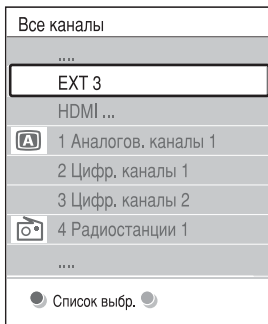 Все каналы
....
EXT 3
HDMI ...
A 1 Аналогов. каналы 1
2 Цифр. каналы 1
3 Цифр. каналы 2
4 Радиостанции 1
....
Список выбр.